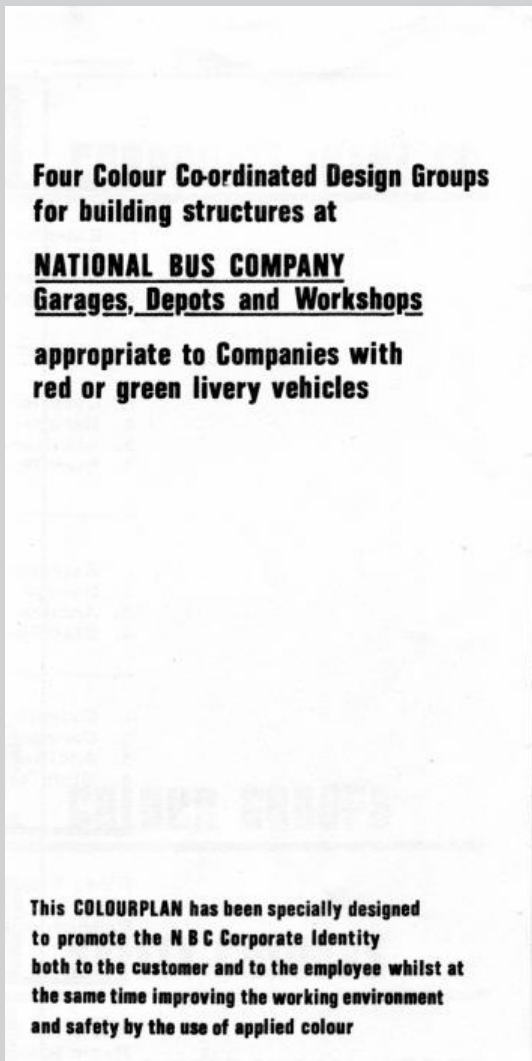 Four Colour Co-ordinated Design Groups
for building structures at
NATIONAL BUS COMPANY
Garages, Depots and Workshops
appropriate to Companies with
red or green livery vehicles
This COLOURPLAN has been specially designed
to promote the N B C Corporate Identity
both to the customer and to the employee whilst at
the same time improving the working environment
and safety by the use of applied colour